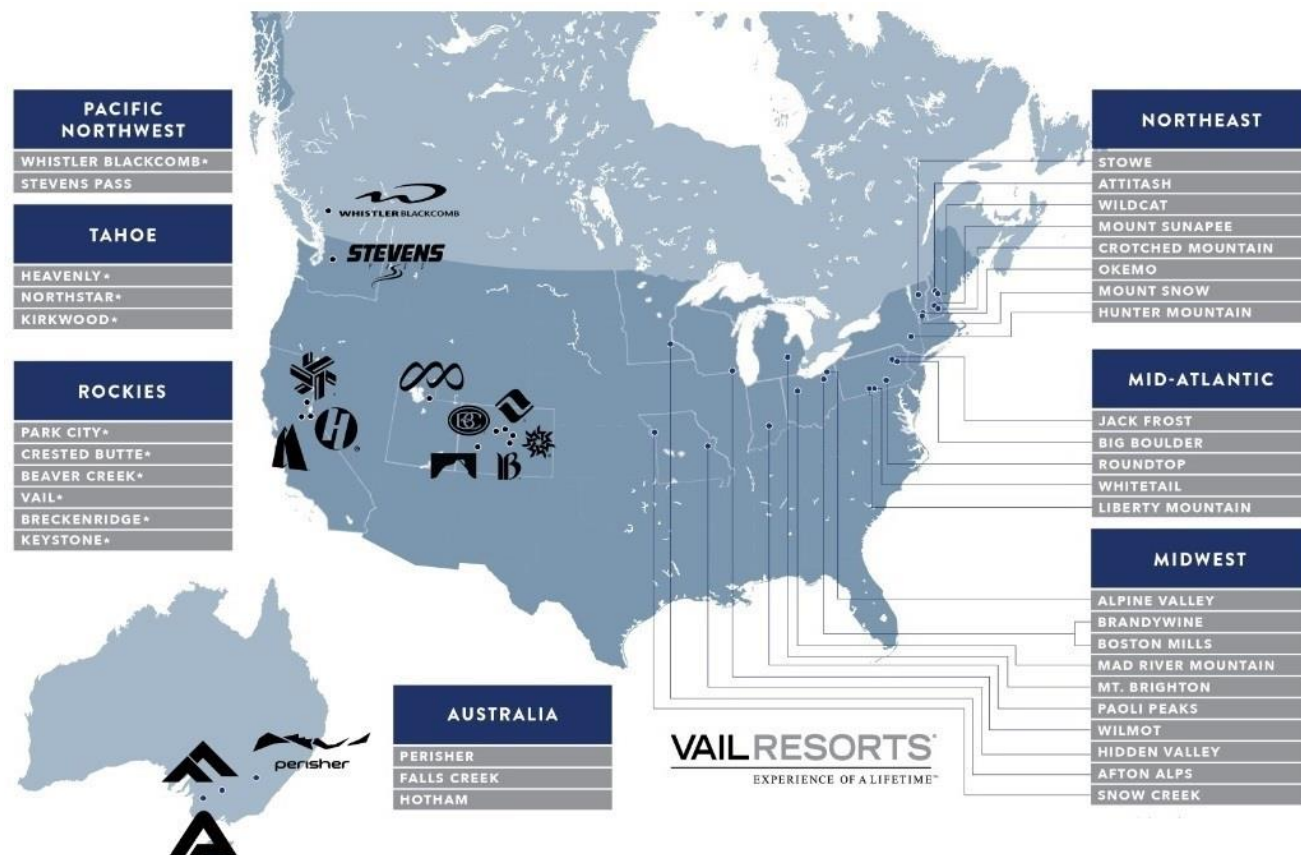 PACIFIC
NORTHWEST
WHISTLER BLACKCOMB*
STEVENS PASS
TAHOE
HEAVENLY*
NORTHSTAR*
KIRKWOOD*
ROCKIES
PARK CITY*
CRESTED BUTTE*
BEAVER CREEK*
VAIL*
BRECKENRIDGE*
KEYSTONE*
WHISTLERBLACKCOMB
STEVENS
H
B
perisher
AUSTRALIA
PERISHER
FALLS CREEK
HOTHAM
VAILRESORTS
EXPERIENCE OF A LIFETIME™
NORTHEAST
STOWE
ATTITASH
WILDCAT
MOUNT SUNAPEE
CROTCHED MOUNTAIN
OKEMO
MOUNT SNOW
HUNTER MOUNTAIN
MID-ATLANTIC
JACK FROST
BIG BOULDER
ROUNDTOP
WHITETAIL
LIBERTY MOUNTAIN
MIDWEST
ALPINE VALLEY
BRANDYWINE
BOSTON MILLS
MAD RIVER MOUNTAIN
MT. BRIGHTON
PAOLI PEAKS
WILMOT
HIDDEN VALLEY
AFTON ALPS
SNOW CREEK